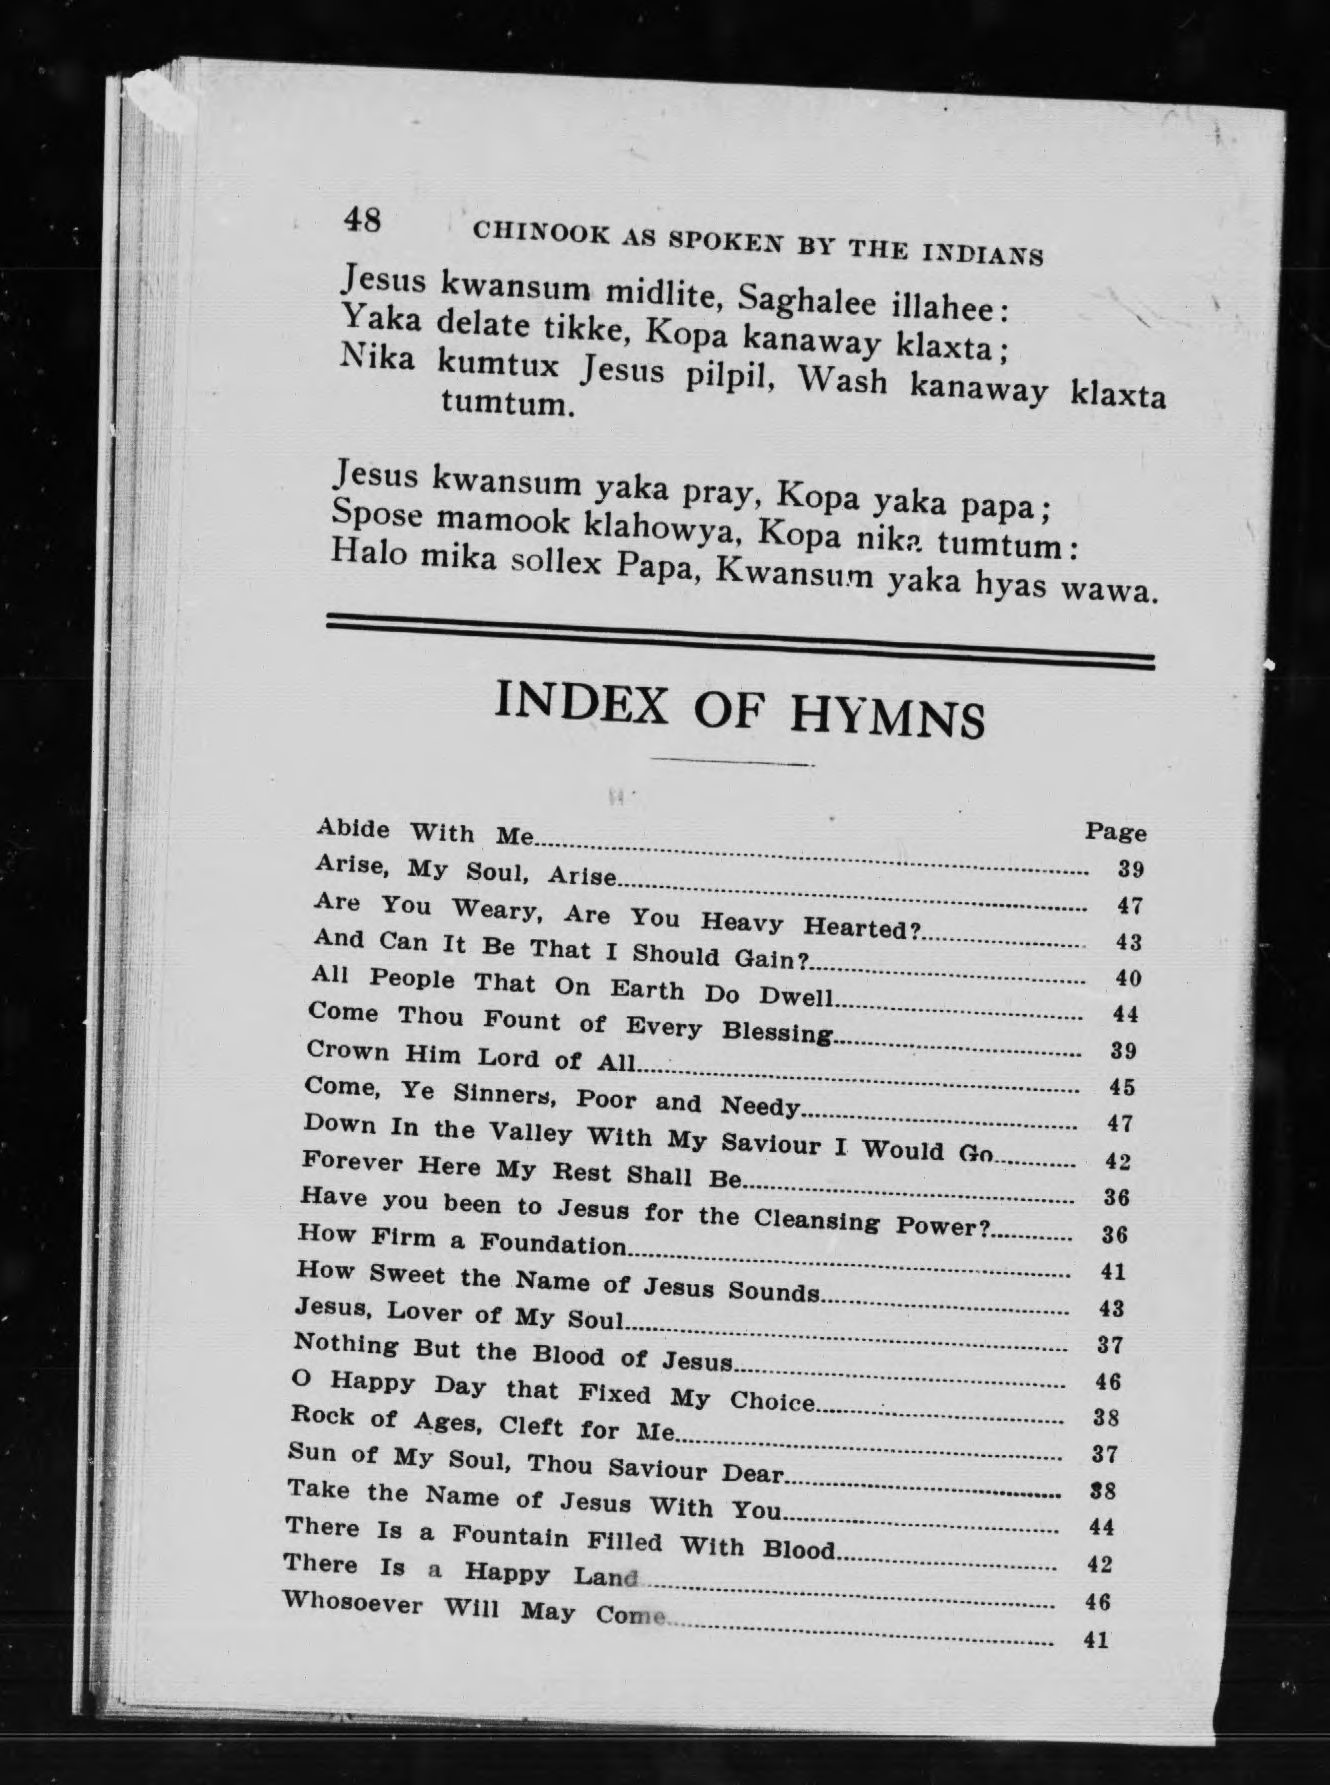 48 CHINOOK AS SPOKEN BY THE INDIANS
Jesus kwansum midlite, Saghalee illahee:
Yaka delate tikke, Kopa kanaway klaxta;
Nika kumtux Jesus pilpil, Wash kanaway klaxta
tumtum.
Jesus kwansum yaka pray, Kopa yaka papa;
Spose mamook klahowya, Kopa nika tumtum:
Halo mika sollex Papa, Kwansum yaka hyas wawa.
INDEX OF HYMNS
Page
Abide With Me 39
Arise, My Soul, Arise 47
Are You Weary, Are You Heavy Hearted? 43
And Can It Be That I Should Gain? 40
All People That On Earth Do Dwell 44
Come Thou Fount of Every Blessing 39
Crown Him Lord of All 45
Come, Ye Sinners, Poor and Needy 47
Down In the Valley With My Saviour I Would Go 42
Forever Here My Rest Shall Be 36
Have you been to Jesus for the Cleansing Power? 36
How Firm a Foundation 41
How Sweet the Name of Jesus Sounds 43
Jesus, Lover of My Soul 37
Nothing But the Blood of Jesus 46
O Happy Day that Fixed My Choice 38
Rock of Ages, Cleft for Me 37
Sun of My Soul, Thou Saviour Dear 38
Take the Name of Jesus With You 44
There Is a Fountain Filled With Blood 42
There Is a Happy Land 46
Whosoever Will May Come 41